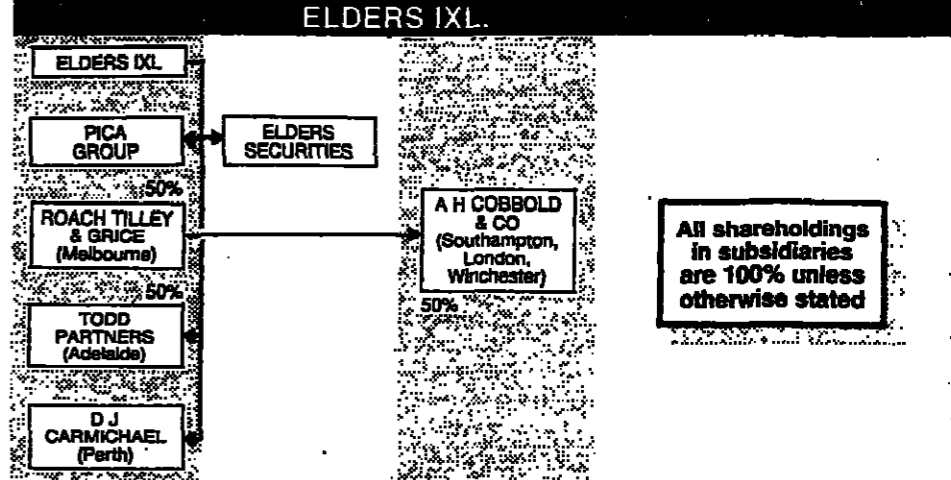 ELDERS IXL.
ELDERS IXL
PICA
GROUP
ELDERS
SECURITIES
50%
ROACH TILLEY
& GRICE
(Melbourne)
A H COBBOLD
& CO
(Southampton,
London,
Winchester)
50%
50%
TODD
PARTNERS
(Adelaide)
D J
CARMICHAEL
(Perth)
All shareholdings
in subsidiaries
are 100% unless
otherwise stated